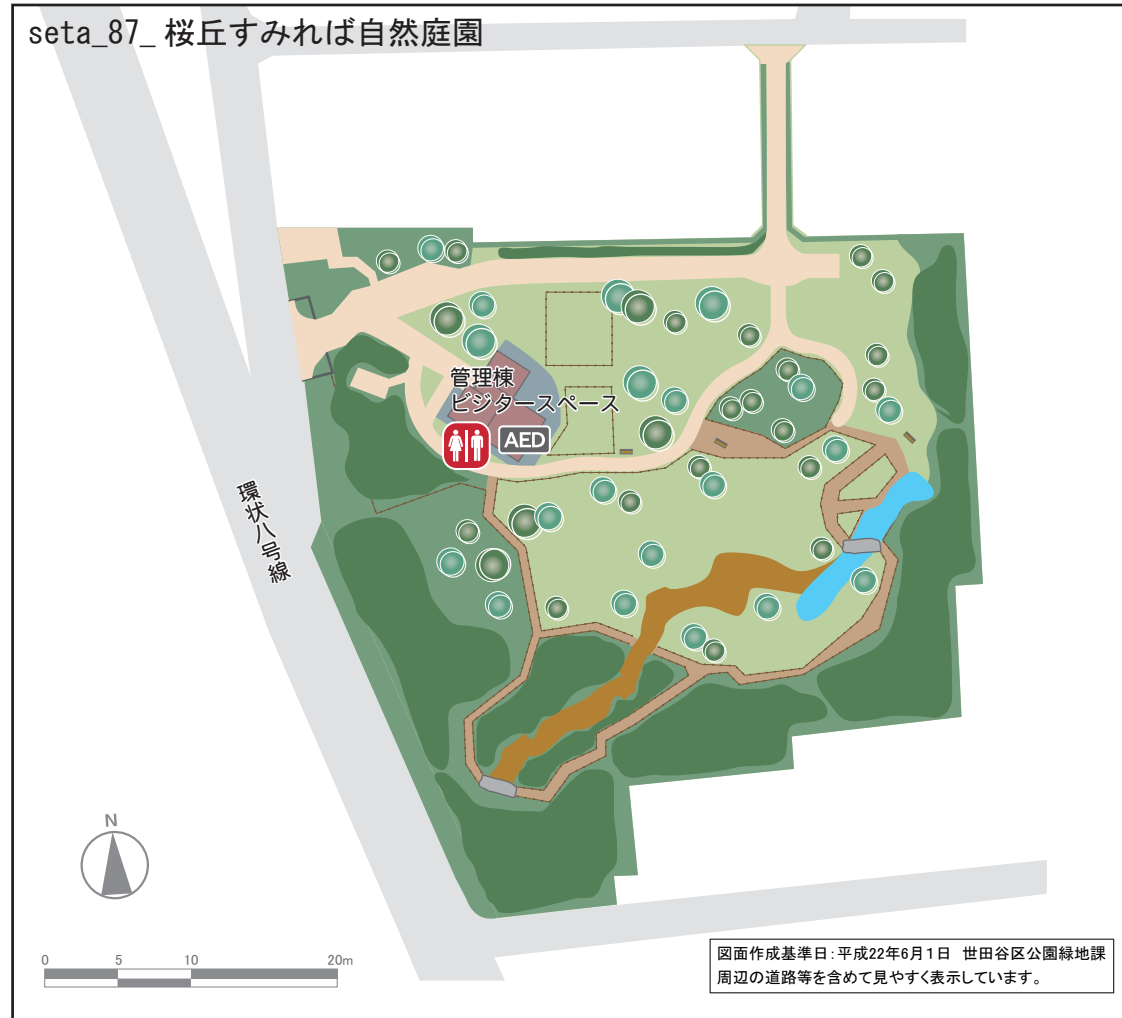 seta_87_ 桜丘すみれば自然庭園
管理棟
ビジタースペース
AED
環状八号線
N
0 5 10 20m
図面作成基準日：平成22年6月1日 世田谷区公園緑地課
周辺の道路等を含めて見やすく表示しています。